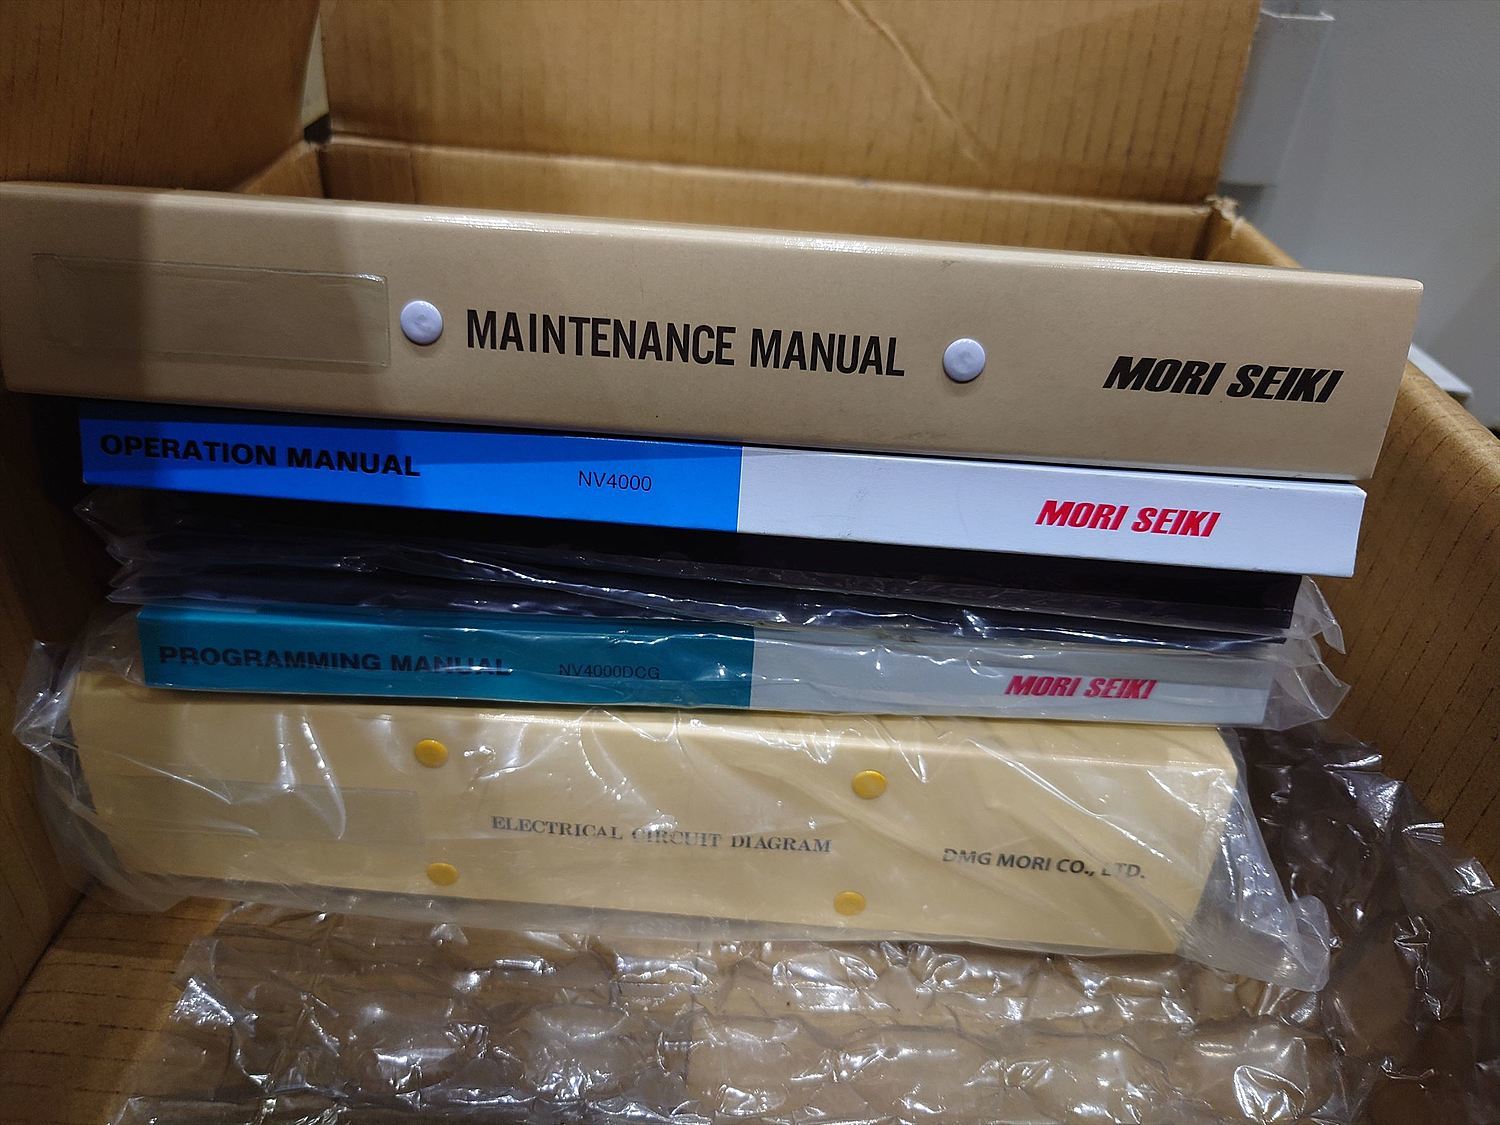 MAINTENANCE MANUAL MORI SEIKI
OPERATION MANUAL NV4000 MORI SEIKI
PROGRAMMING MANUAL NV4000DCG MORI SEIKI
ELECTRICAL CIRCUIT DIAGRAM DMG MORI CO., LTD.